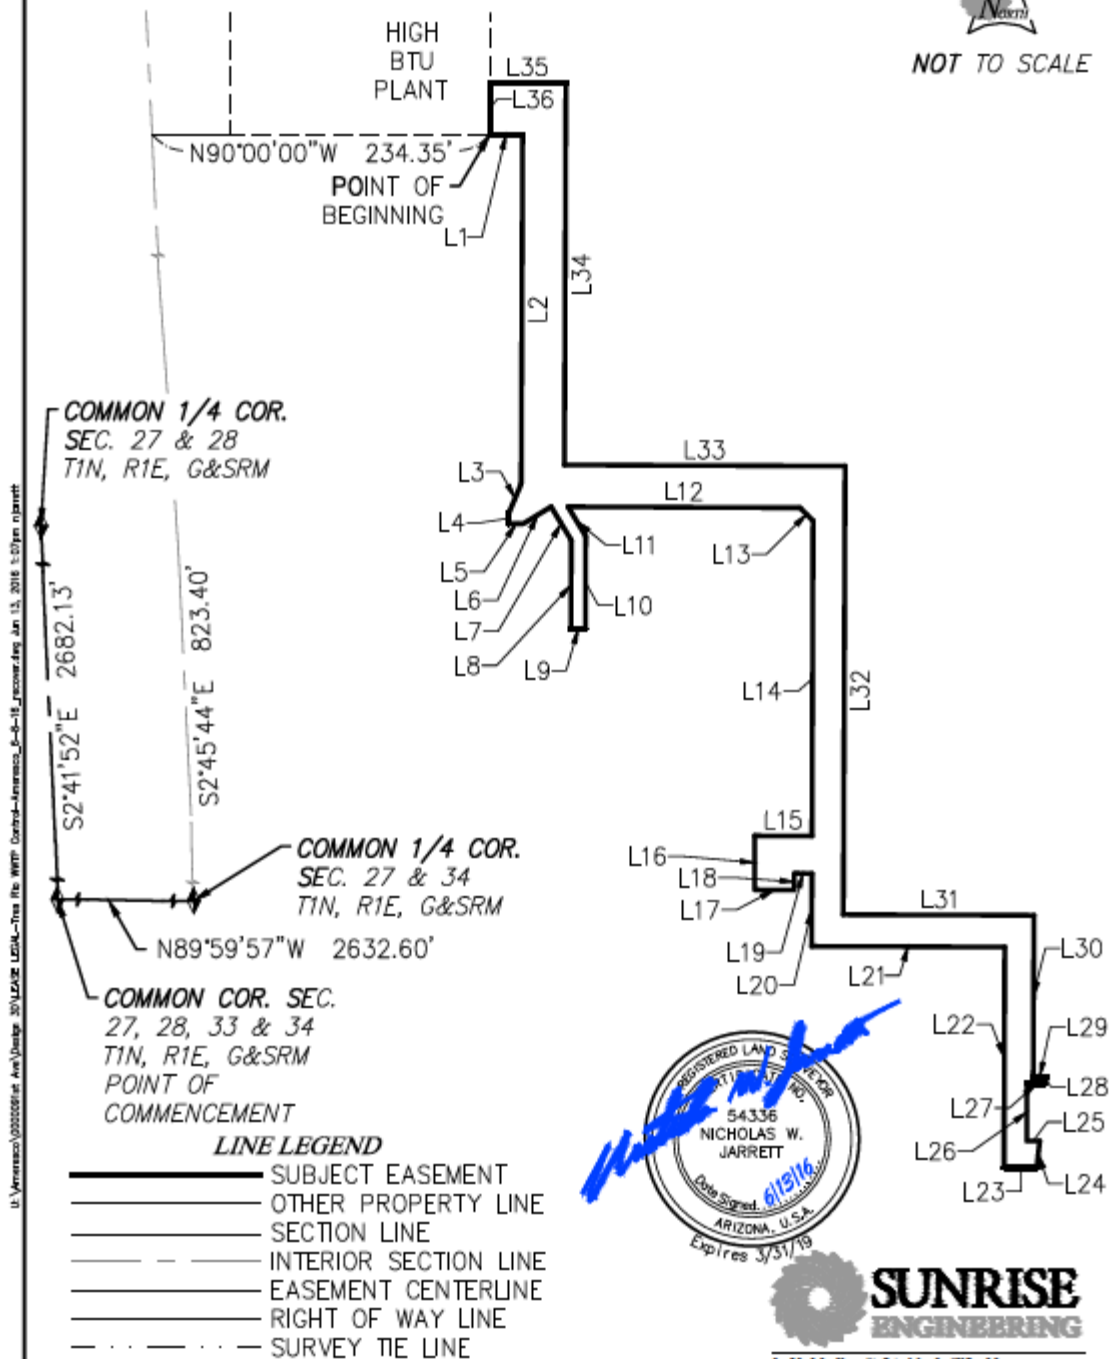 North
NOT TO SCALE
HIGH
BTU
PLANT
L35
L36
N90°00'00"W 234.35'
POINT OF
BEGINNING
L1
L2
L34
COMMON 1/4 COR.
SEC. 27 & 28
T1N, R1E, G&SRM
L3
L4
L5
L6
L7
L8
L9
L10
L11
L33
L12
L13
L14
L32
S2°41'52"E 2682.13'
S2°45'44"E 823.40'
COMMON 1/4 COR.
SEC. 27 & 34
T1N, R1E, G&SRM
N89°59'57"W 2632.60'
L15
L16
L18
L17
L19
L20
L31
L21
L30
L22
L29
L28
L27
L25
L26
L24
L23
COMMON COR. SEC.
27, 28, 33 & 34
T1N, R1E, G&SRM
POINT OF
COMMENCEMENT
REGISTERED LAND SURVEYOR
NO.
54336
NICHOLAS W.
JARRETT
Date Signed 6/13/16
ARIZONA, U.S.A.
Expires 3/31/19
LINE LEGEND
SUBJECT EASEMENT
OTHER PROPERTY LINE
SECTION LINE
INTERIOR SECTION LINE
EASEMENT CENTERLINE
RIGHT OF WAY LINE
SURVEY TIE LINE
SUNRISE
ENGINEERING